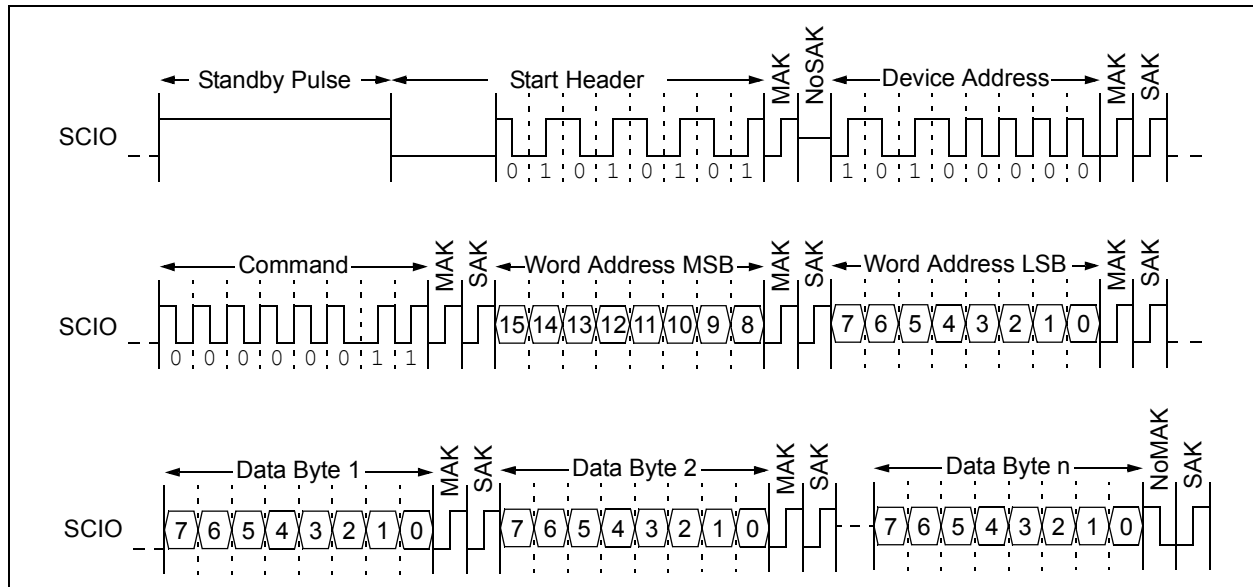 Standby Pulse Start Header MAK NoSAK Device Address MAK SAK
SCIO
0 1 0 1 0 1 0 1 1 0 1 0 0 0 0 0
Command MAK SAK Word Address MSB MAK SAK Word Address LSB MAK SAK
SCIO 15 14 13 12 11 10 9 8 7 6 5 4 3 2 1 0
0 0 0 0 0 0 1 1
Data Byte 1 MAK SAK Data Byte 2 MAK SAK Data Byte n NoMAK SAK
SCIO 7 6 5 4 3 2 1 0 7 6 5 4 3 2 1 0 7 6 5 4 3 2 1 0